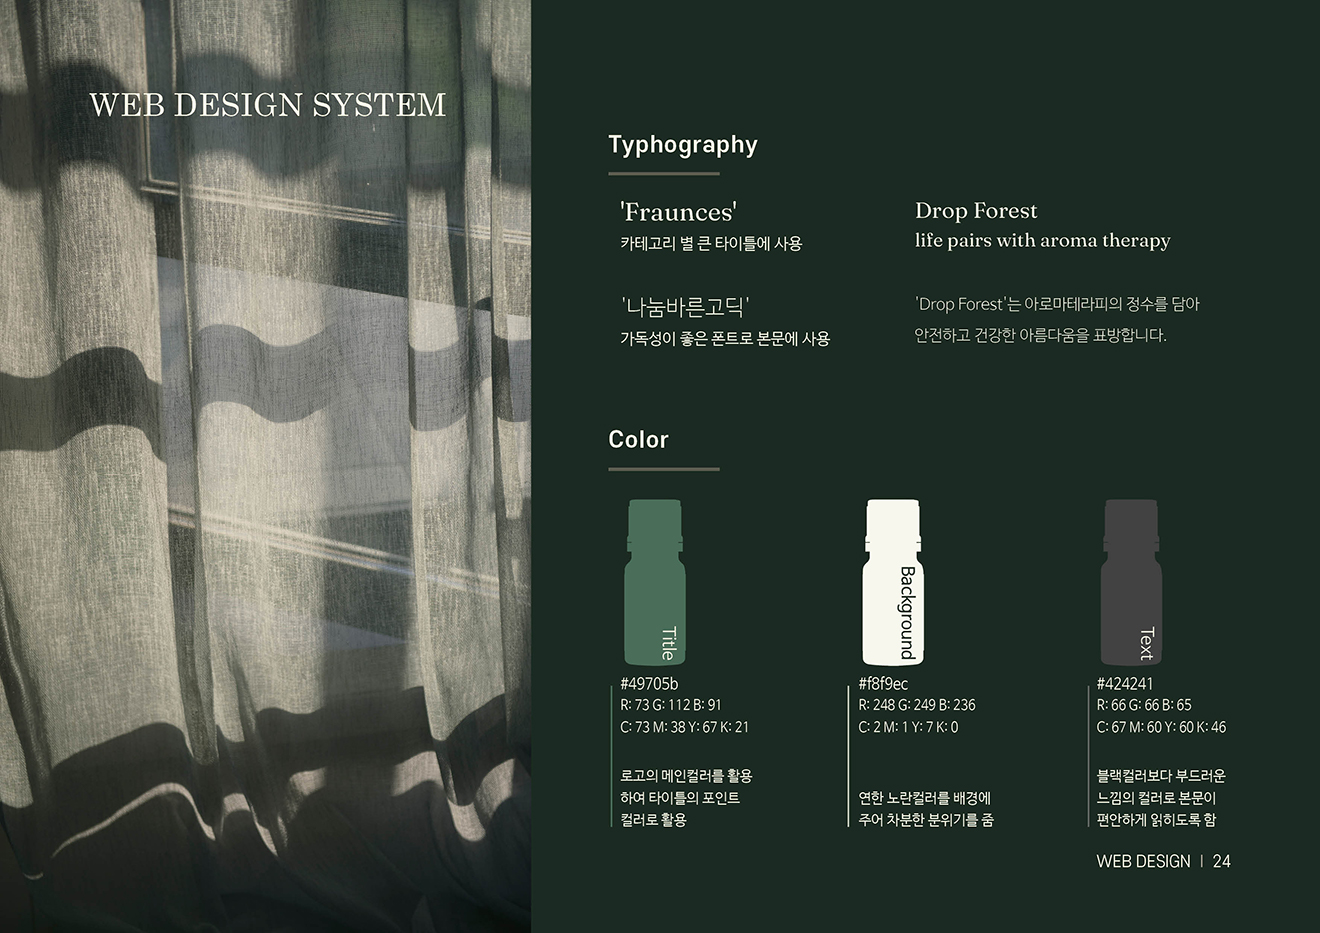 WEB DESIGN SYSTEM
Typhography
'Fraunces'
카테고리 별 큰 타이틀에 사용
Drop Forest
life pairs with aroma therapy
'나눔바른고딕'
가독성이 좋은 폰트로 본문에 사용
'Drop Forest'는 아로마테라피의 정수를 담아
안전하고 건강한 아름다움을 표방합니다.
Color
Title
#49705b
R: 73 G: 112 B: 91
C: 73 M: 38 Y: 67 K: 21
로고의 메인컬러를 활용
하여 타이틀의 포인트
컬러로 활용
Background
#f8f9ec
R: 248 G: 249 B: 236
C: 2 M: 1 Y: 7 K: 0
연한 노란컬러를 배경에
주어 차분한 분위기를 줌
Text
#424241
R: 66 G: 66 B: 65
C: 67 M: 60 Y: 60 K: 46
블랙컬러보다 부드러운
느낌의 컬러로 본문이
편안하게 읽히도록 함
WEB DESIGN | 24